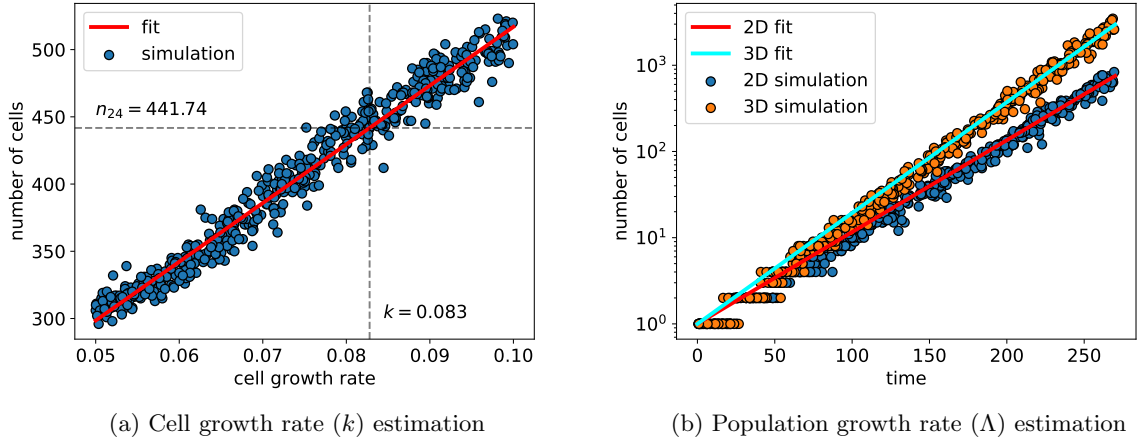 fit
simulation
n₂₄ = 441.74
k = 0.083
number of cells
500
450
400
350
300
0.05 0.06 0.07 0.08 0.09 0.10
cell growth rate
(a) Cell growth rate (k) estimation
2D fit
3D fit
2D simulation
3D simulation
number of cells
10³
10²
10¹
10⁰
0 50 100 150 200 250
time
(b) Population growth rate (Λ) estimation